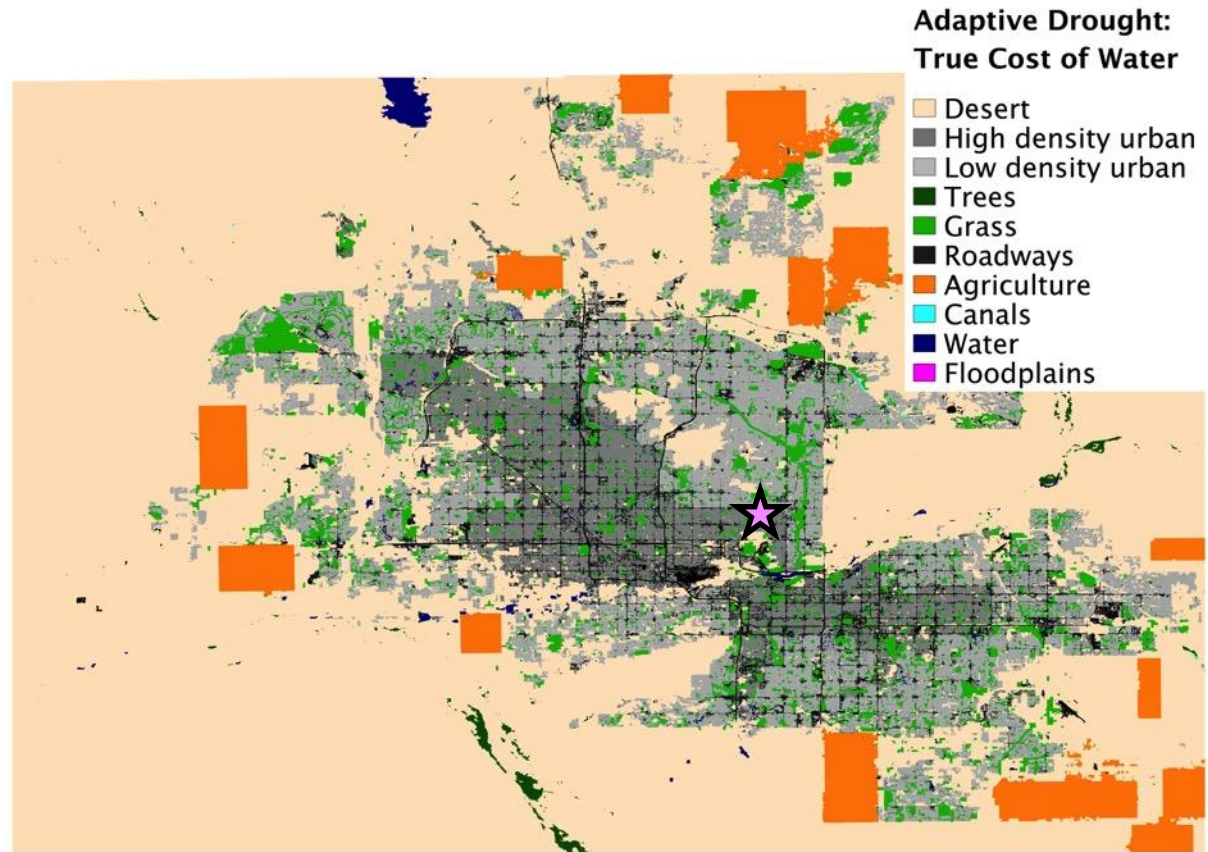 Adaptive Drought:
True Cost of Water
Desert
High density urban
Low density urban
Trees
Grass
Roadways
Agriculture
Canals
Water
Floodplains